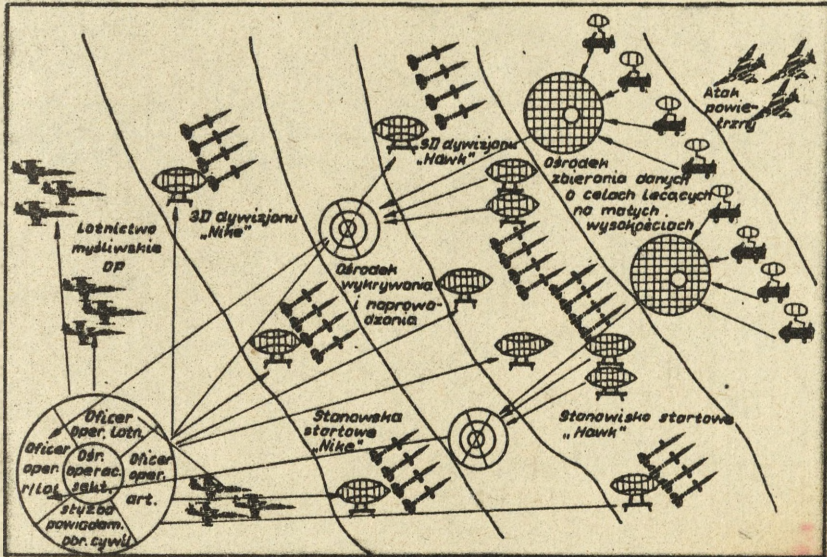 Atak
powie-
trzny
SD dywizjonu
„Hawk"
Ośrodek
zbierania danych
o celach lecących
na małych
wysokościach
SD dywizjonu
„Nike"
Lotnictwo
myśliwskie
OP
Ośrodek
wykrywania
i naprowa-
dzania
Stanowiska
startowe
„Nike"
Stanowisko startowe
„Hawk"
Oficer
oper. lotn.
Oficer
oper.
r/lot
Ośr.
operac.
sekt.
Oficer
oper.
art.
służba
powiadam.
obr. cywil.